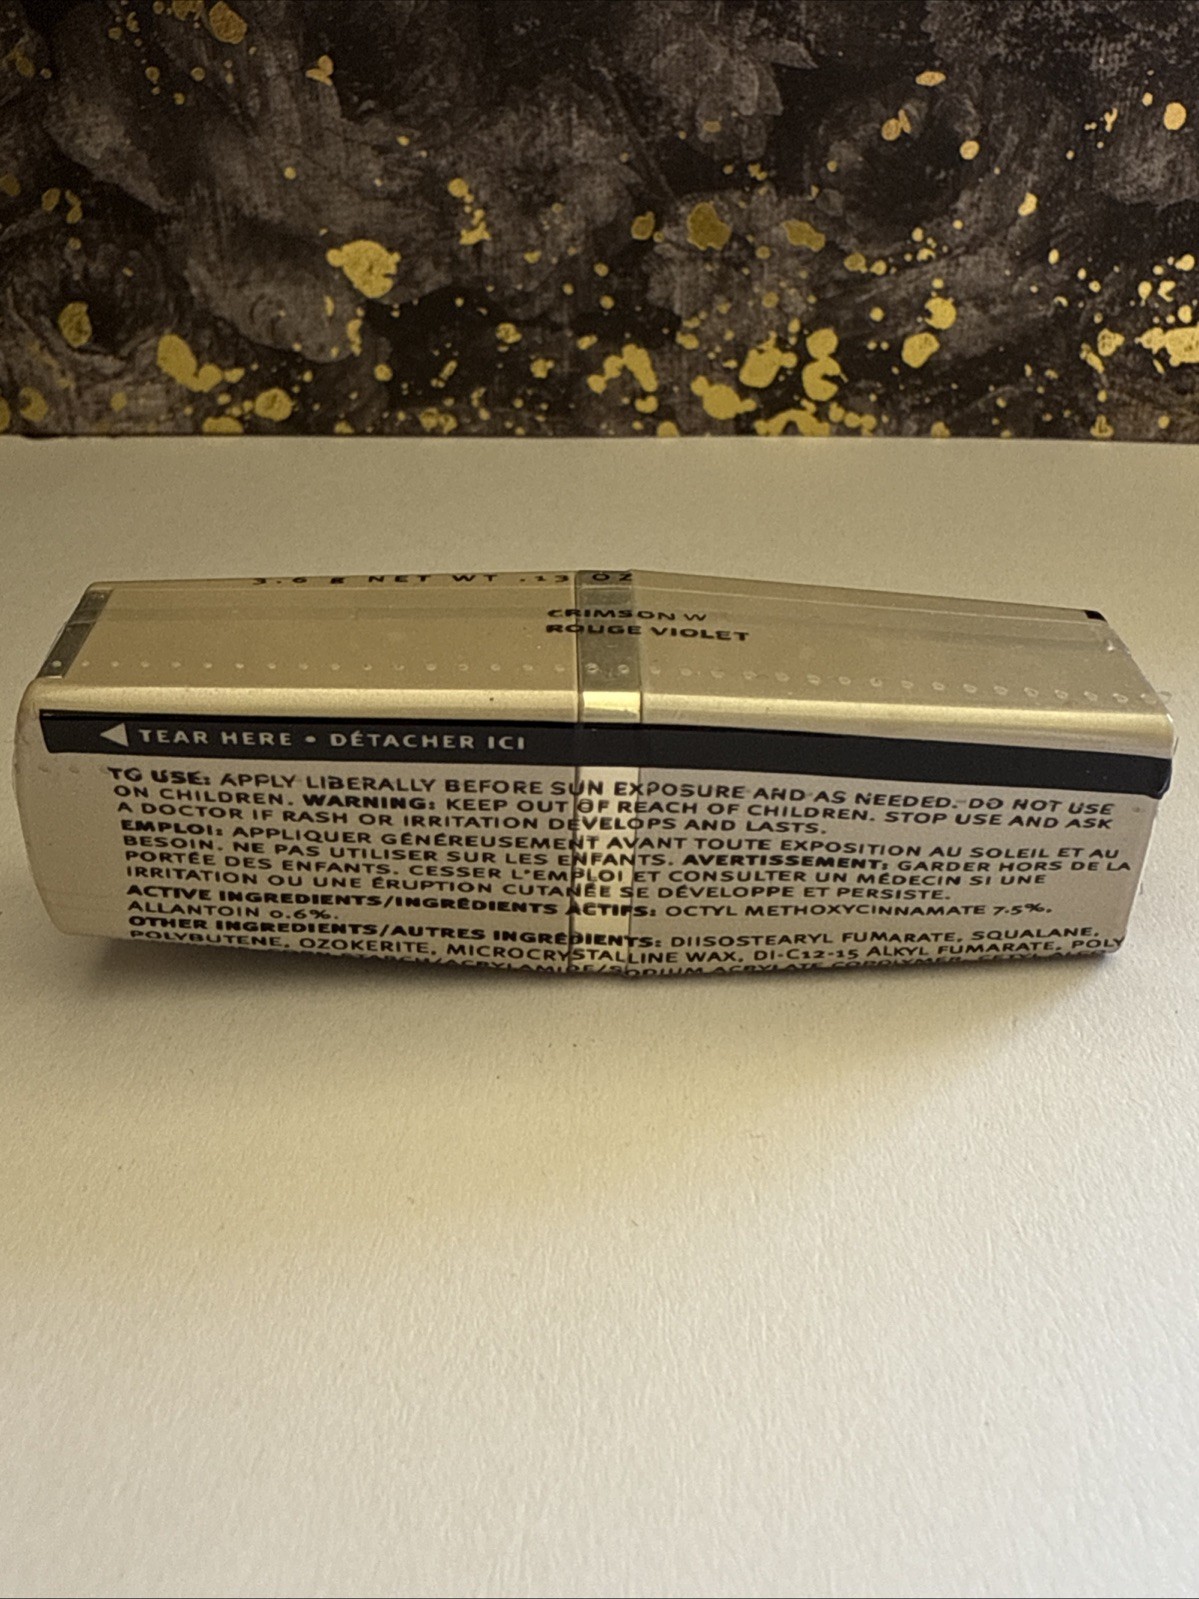 3.6 g NET WT .13 OZ
CRIMSON W
ROUGE VIOLET
TEAR HERE • DÉTACHER ICI
TO USE: APPLY LIBERALLY BEFORE SUN EXPOSURE AND AS NEEDED. DO NOT USE
ON CHILDREN. WARNING: KEEP OUT OF REACH OF CHILDREN. STOP USE AND ASK
A DOCTOR IF RASH OR IRRITATION DEVELOPS AND LASTS.
EMPLOI: APPLIQUER GÉNÉREUSEMENT AVANT TOUTE EXPOSITION AU SOLEIL ET AU
BESOIN. NE PAS UTILISER SUR LES ENFANTS. AVERTISSEMENT: GARDER HORS DE LA
PORTÉE DES ENFANTS. CESSER L'EMPLOI ET CONSULTER UN MÉDECIN SI UNE
IRRITATION OU UNE ÉRUPTION CUTANÉE SE DÉVELOPPE ET PERSISTE.
ACTIVE INGREDIENTS/INGRÉDIENTS ACTIFS: OCTYL METHOXYCINNAMATE 7.5%.
ALLANTOIN 0.6%.
OTHER INGREDIENTS/AUTRES INGRÉDIENTS: DIISOSTEARYL FUMARATE, SQUALANE,
POLYBUTENE, OZOKERITE, MICROCRYSTALLINE WAX, DI-C12-15 ALKYL FUMARATE, POLY
STARCH/ACRYLAMIDE/SODIUM ACRYLATE COPOLYMER, CETYL